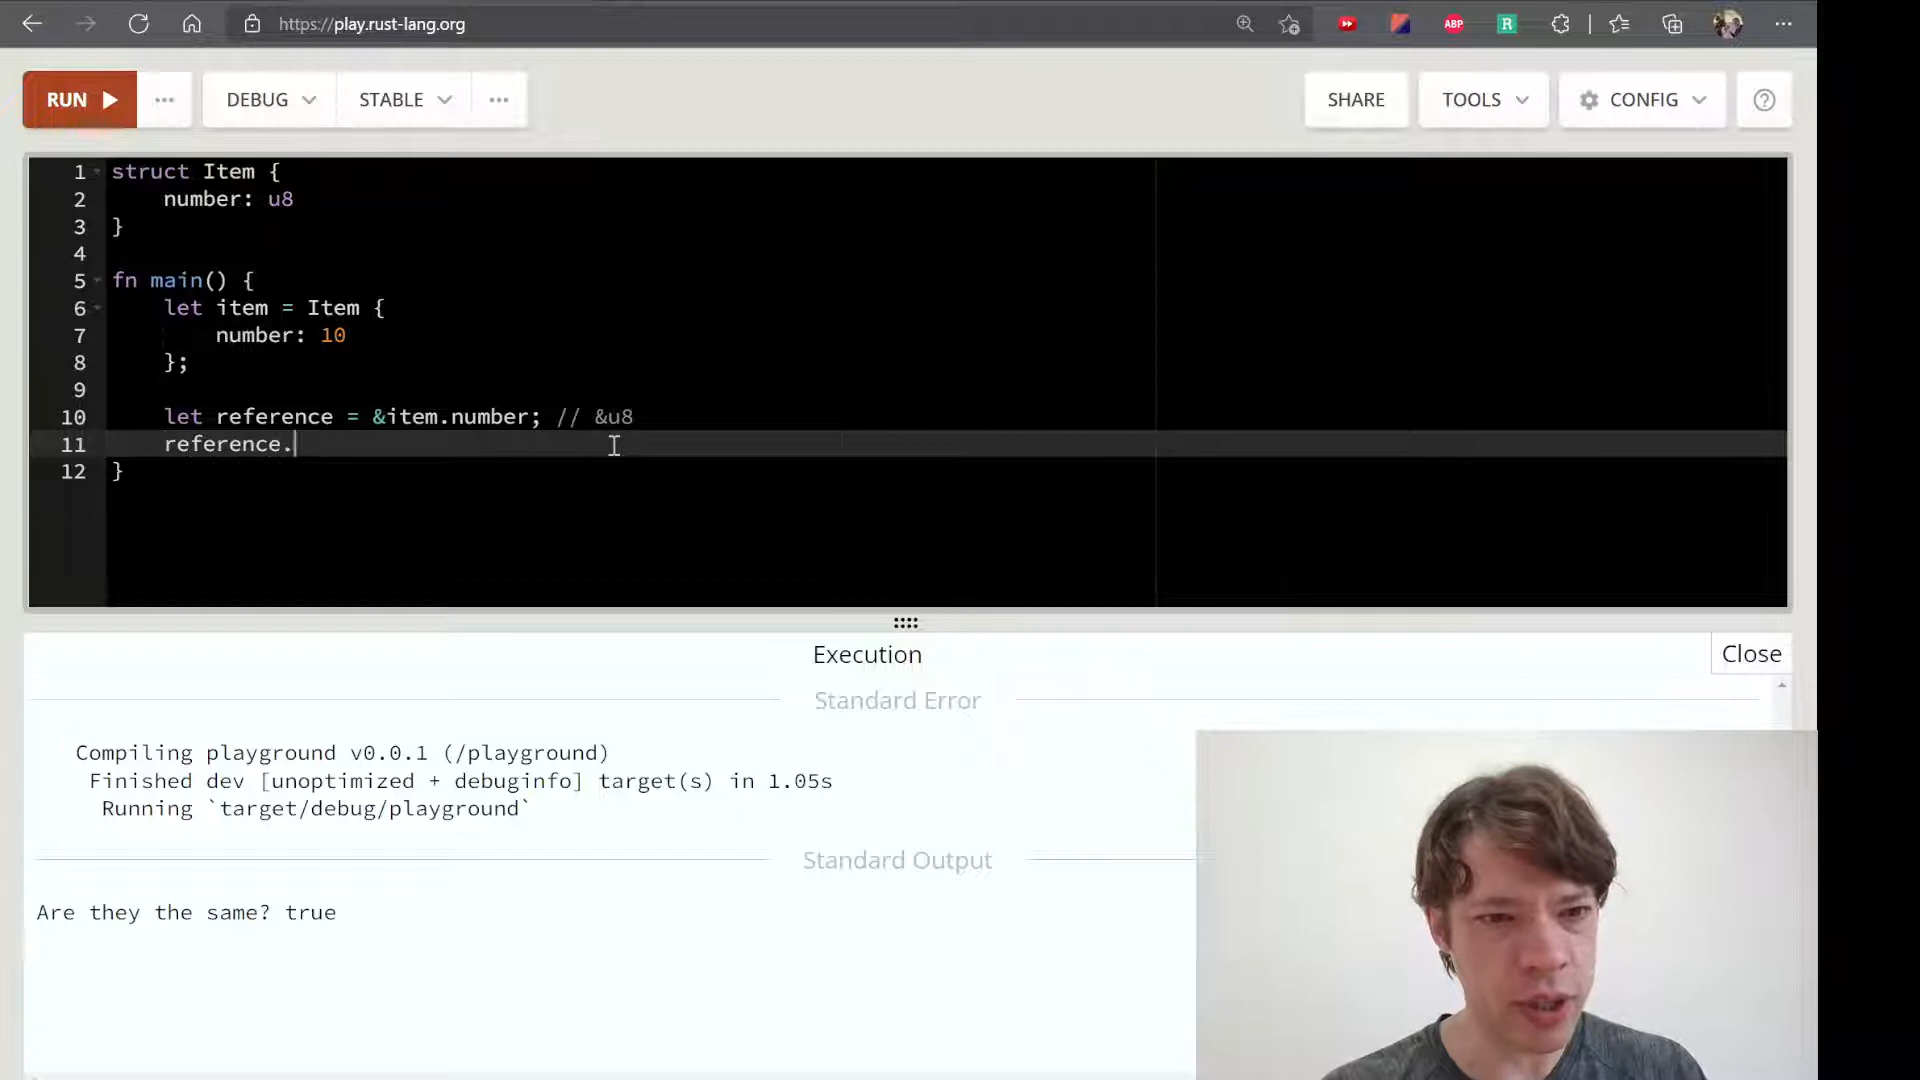 https://play.rust-lang.org
ABP
R
RUN
DEBUG
STABLE
SHARE
TOOLS
CONFIG
1 struct Item {
2     number: u8
3 }
4
5 fn main() {
6     let item = Item {
7         number: 10
8     };
9
10     let reference = &item.number; // &u8
11     reference.
12 }
Execution
Close
Standard Error
   Compiling playground v0.0.1 (/playground)
    Finished dev [unoptimized + debuginfo] target(s) in 1.05s
     Running `target/debug/playground`
Standard Output
Are they the same? true